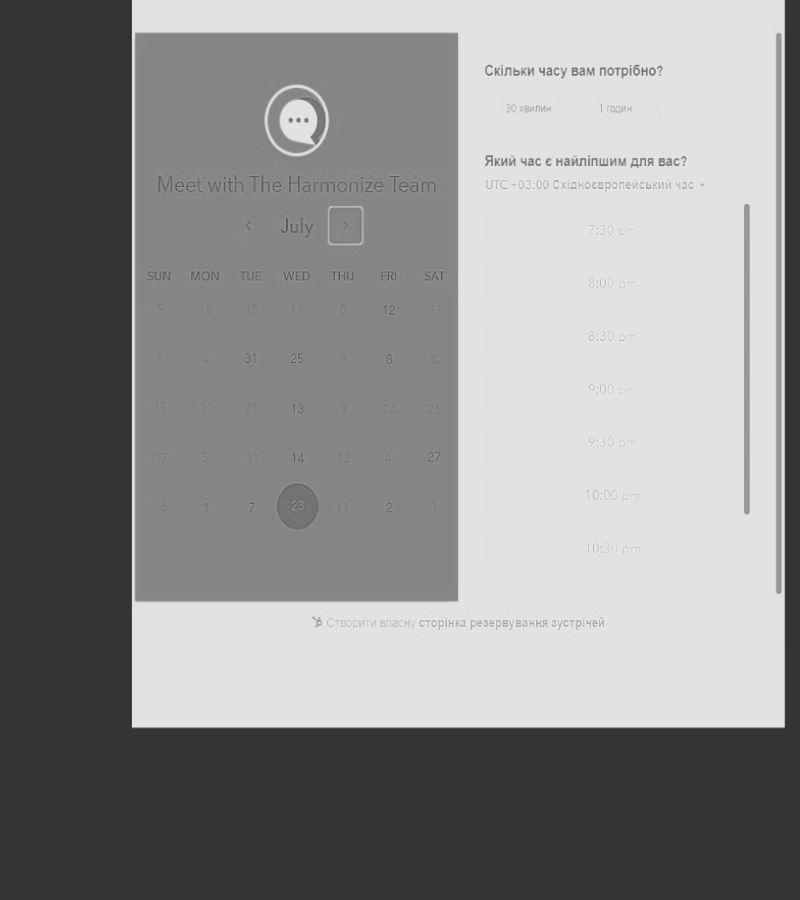 Meet with The Harmonize Team
July
SUN MON TUE WED THU FRI SAT
9 18 15 11 8 12 17
6 4 31 25 9 8 30
15 31 27 13 9 24 26
17 5 31 14 22 4 27
16 1 7 23 11 2 1
Скільки часу вам потрібно?
30 хвилин 1 годин
Який час є найліпшим для вас?
UTC +03:00 Східноєвропейський час
7:30 pm
8:00 pm
8:30 pm
9:00 pm
9:30 pm
10:00 pm
10:30 pm
Створити власну сторінка резервування зустрічей